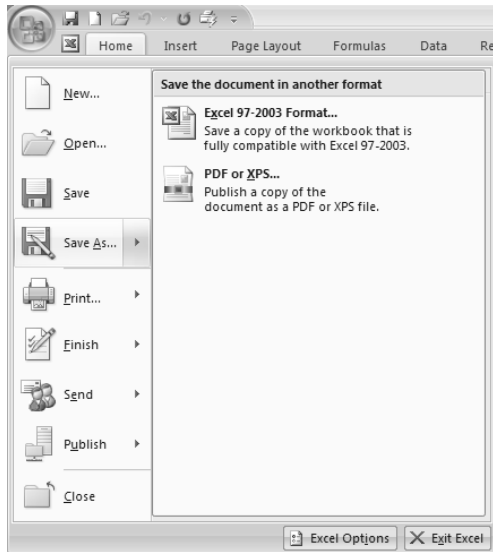 Home Insert Page Layout Formulas Data Re
New...
Open...
Save
Save As...
Print...
Finish
Send
Publish
Close
Save the document in another format
Excel 97-2003 Format...
Save a copy of the workbook that is
fully compatible with Excel 97-2003.
PDF or XPS...
Publish a copy of the
document as a PDF or XPS file.
Excel Options Exit Excel